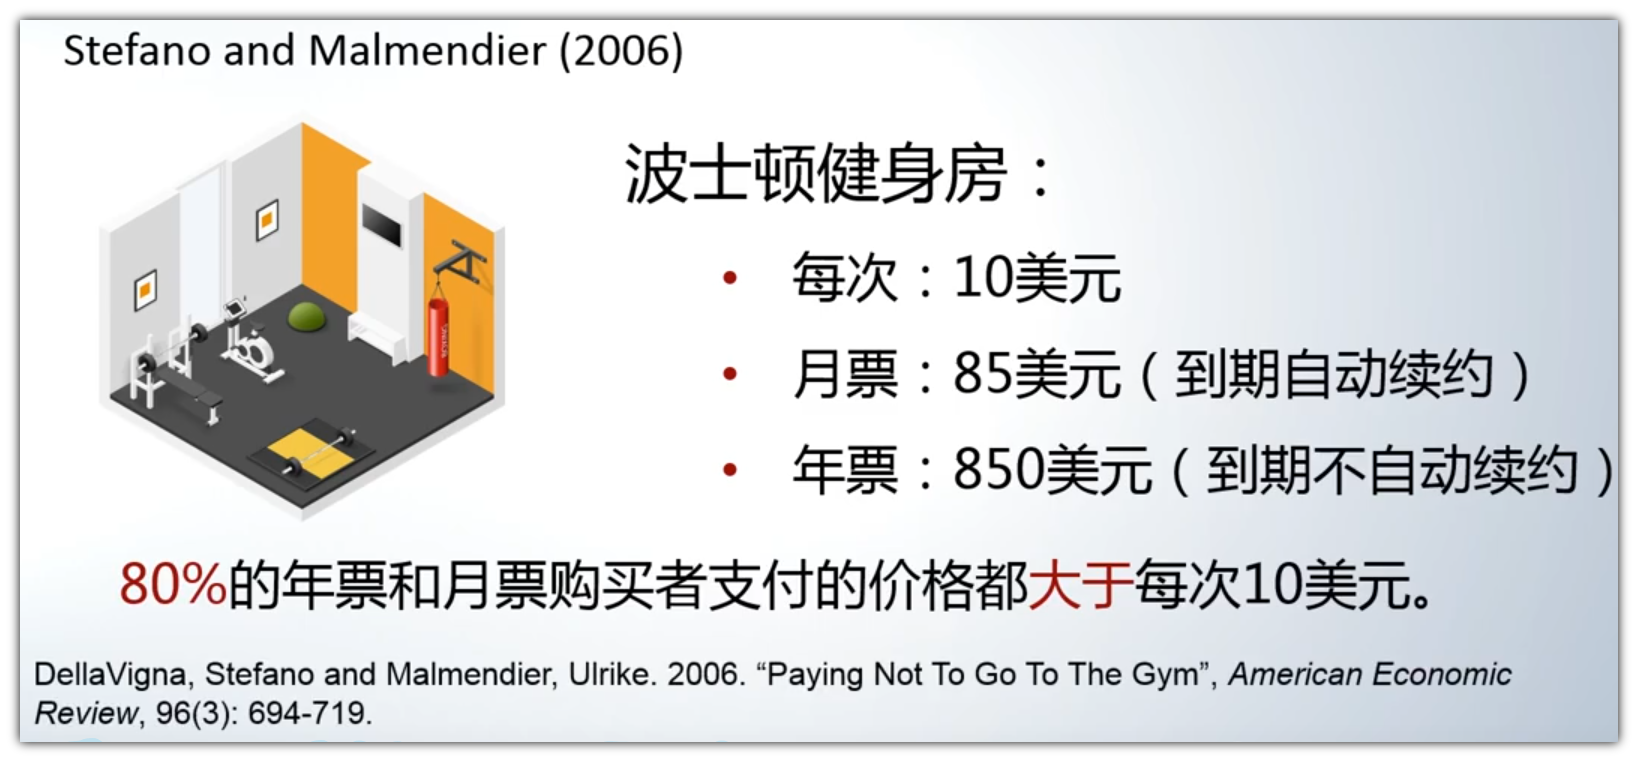 Stefano and Malmendier (2006)
波士顿健身房：
• 每次：10美元
• 月票：85美元（到期自动续约）
• 年票：850美元（到期不自动续约）
80%的年票和月票购买者支付的价格都大于每次10美元。
DellaVigna, Stefano and Malmendier, Ulrike. 2006. “Paying Not To Go To The Gym”, American Economic
Review, 96(3): 694-719.